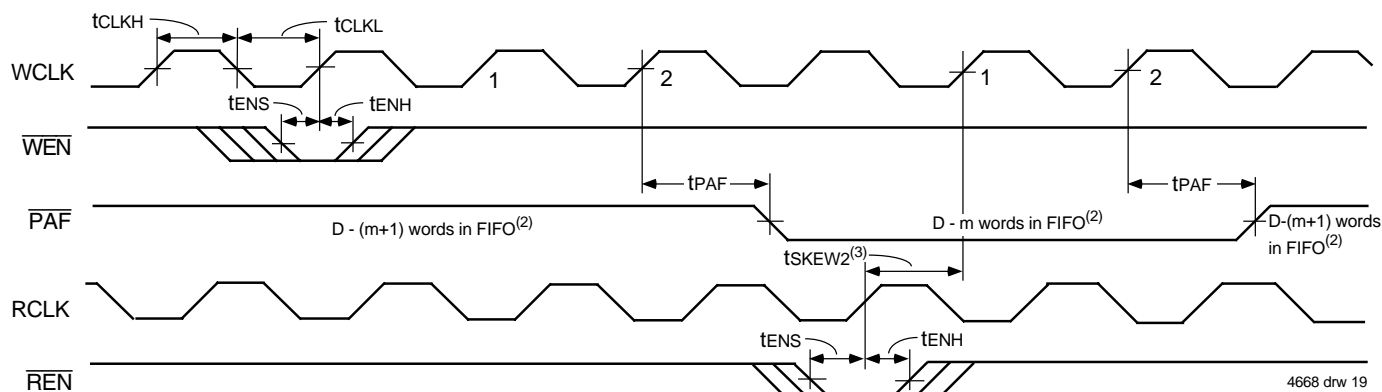 tCLKH
tCLKL
WCLK
1
2
1
2
tENS
tENH
WEN
tPAF
tPAF
PAF
D - (m+1) words in FIFO(2)
D - m words in FIFO(2)
D-(m+1) words
in FIFO(2)
tSKEW2(3)
RCLK
tENS
tENH
REN
4668 drw 19